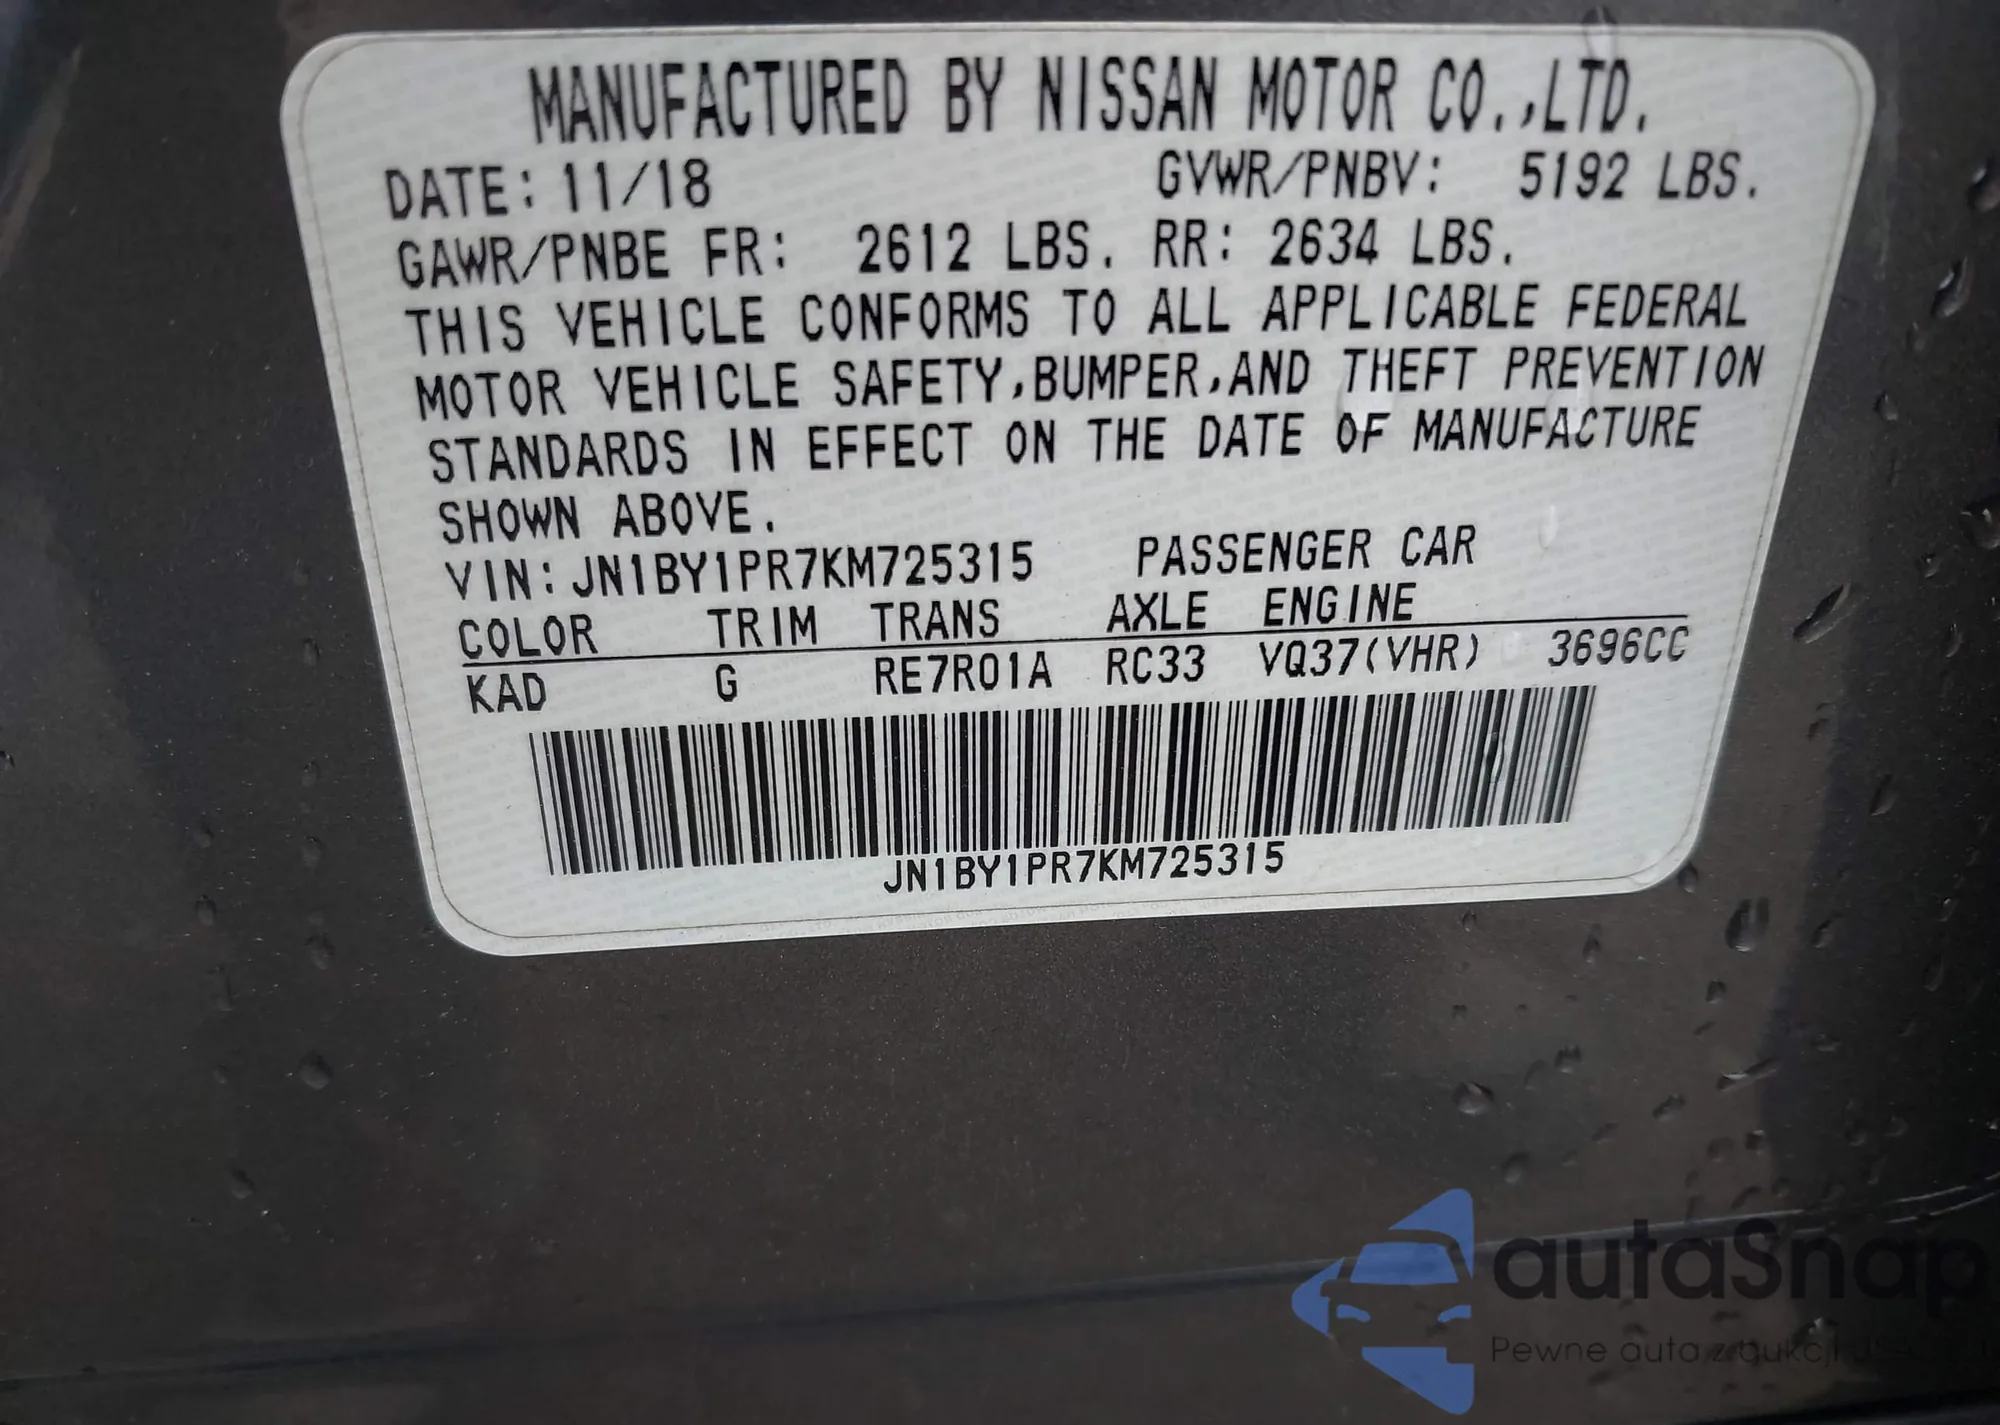 MANUFACTURED BY NISSAN MOTOR CO.,LTD.
DATE: 11/18 GVWR/PNBV: 5192 LBS.
GAWR/PNBE FR: 2612 LBS. RR: 2634 LBS.
THIS VEHICLE CONFORMS TO ALL APPLICABLE FEDERAL
MOTOR VEHICLE SAFETY,BUMPER,AND THEFT PREVENTION
STANDARDS IN EFFECT ON THE DATE OF MANUFACTURE
SHOWN ABOVE.
VIN: JN1BY1PR7KM725315 PASSENGER CAR
COLOR TRIM TRANS AXLE ENGINE
KAD G RE7R01A RC33 VQ37(VHR) 3696CC
JN1BY1PR7KM725315
autaSnap
Pewne auta z aukcji